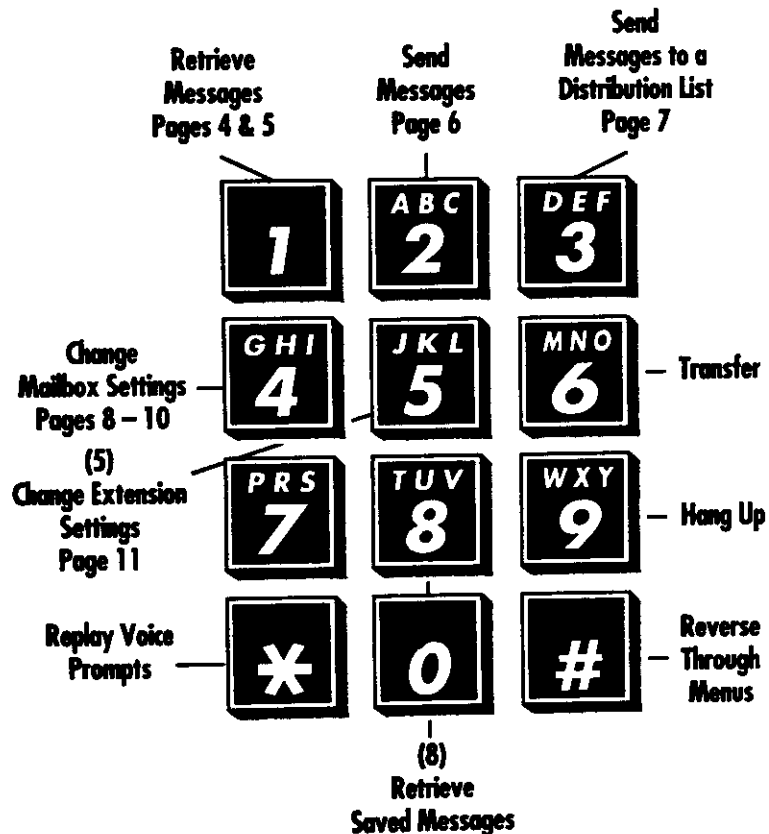 Retrieve
Messages
Pages 4 & 5
Send
Messages
Page 6
Send
Messages to a
Distribution List
Page 7
1
ABC
2
DEF
3
Change
Mailbox Settings
Pages 8 – 10
GHI
4
JKL
5
MNO
6
Transfer
(5)
Change Extension
Settings
Page 11
PRS
7
TUV
8
WXY
9
Hang Up
Replay Voice
Prompts
*
0
#
Reverse
Through
Menus
(8)
Retrieve
Saved Messages